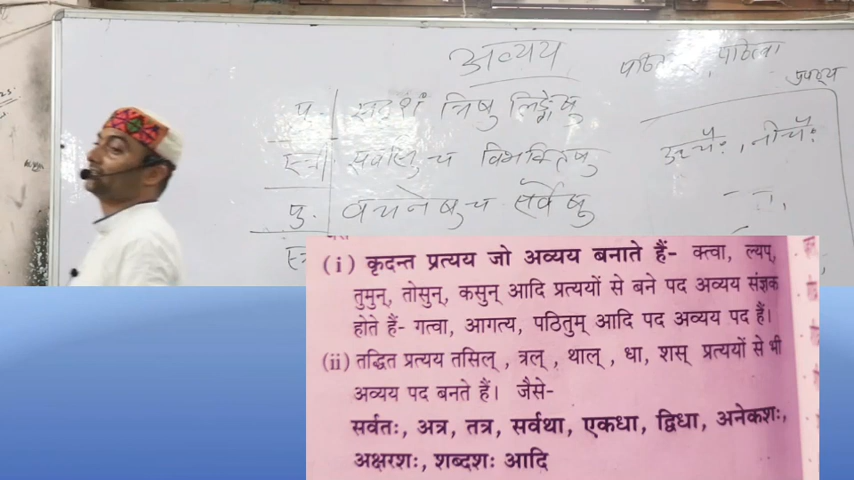 अव्यय
पठित्वा
सदृशं त्रिषु लिङ्गेषु
स्त्री सर्वासु च विभक्तिषु
उच्चैः, नीचैः
पु. वचनेषु च सर्वेषु
(i) कृदन्त प्रत्यय जो अव्यय बनाते हैं- क्त्वा, ल्यप्,
तुमुन्, तोसुन्, कसुन् आदि प्रत्ययों से बने पद अव्यय संज्ञक
होते हैं- गत्वा, आगत्य, पठितुम् आदि पद अव्यय पद हैं।
(ii) तद्धित प्रत्यय तसिल् , त्रल् , थाल् , धा, शस् प्रत्ययों से भी
अव्यय पद बनते हैं। जैसे-
सर्वतः, अत्र, तत्र, सर्वथा, एकधा, द्विधा, अनेकशः,
अक्षरशः, शब्दशः आदि